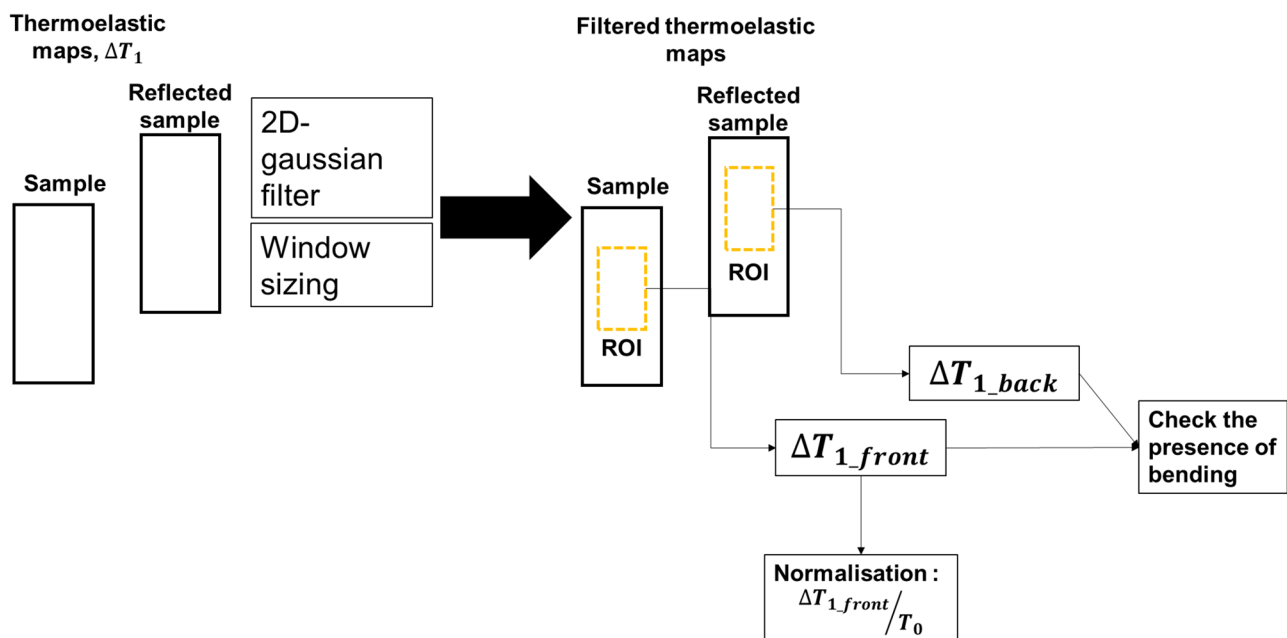 Thermoelastic
maps, ΔT₁
Reflected
sample
Sample
2D-
gaussian
filter
Window
sizing
Filtered thermoelastic
maps
Reflected
sample
Sample
ROI
ROI
ΔT₁_back
ΔT₁_front
Check the
presence of
bending
Normalisation :
ΔT₁_front/T₀